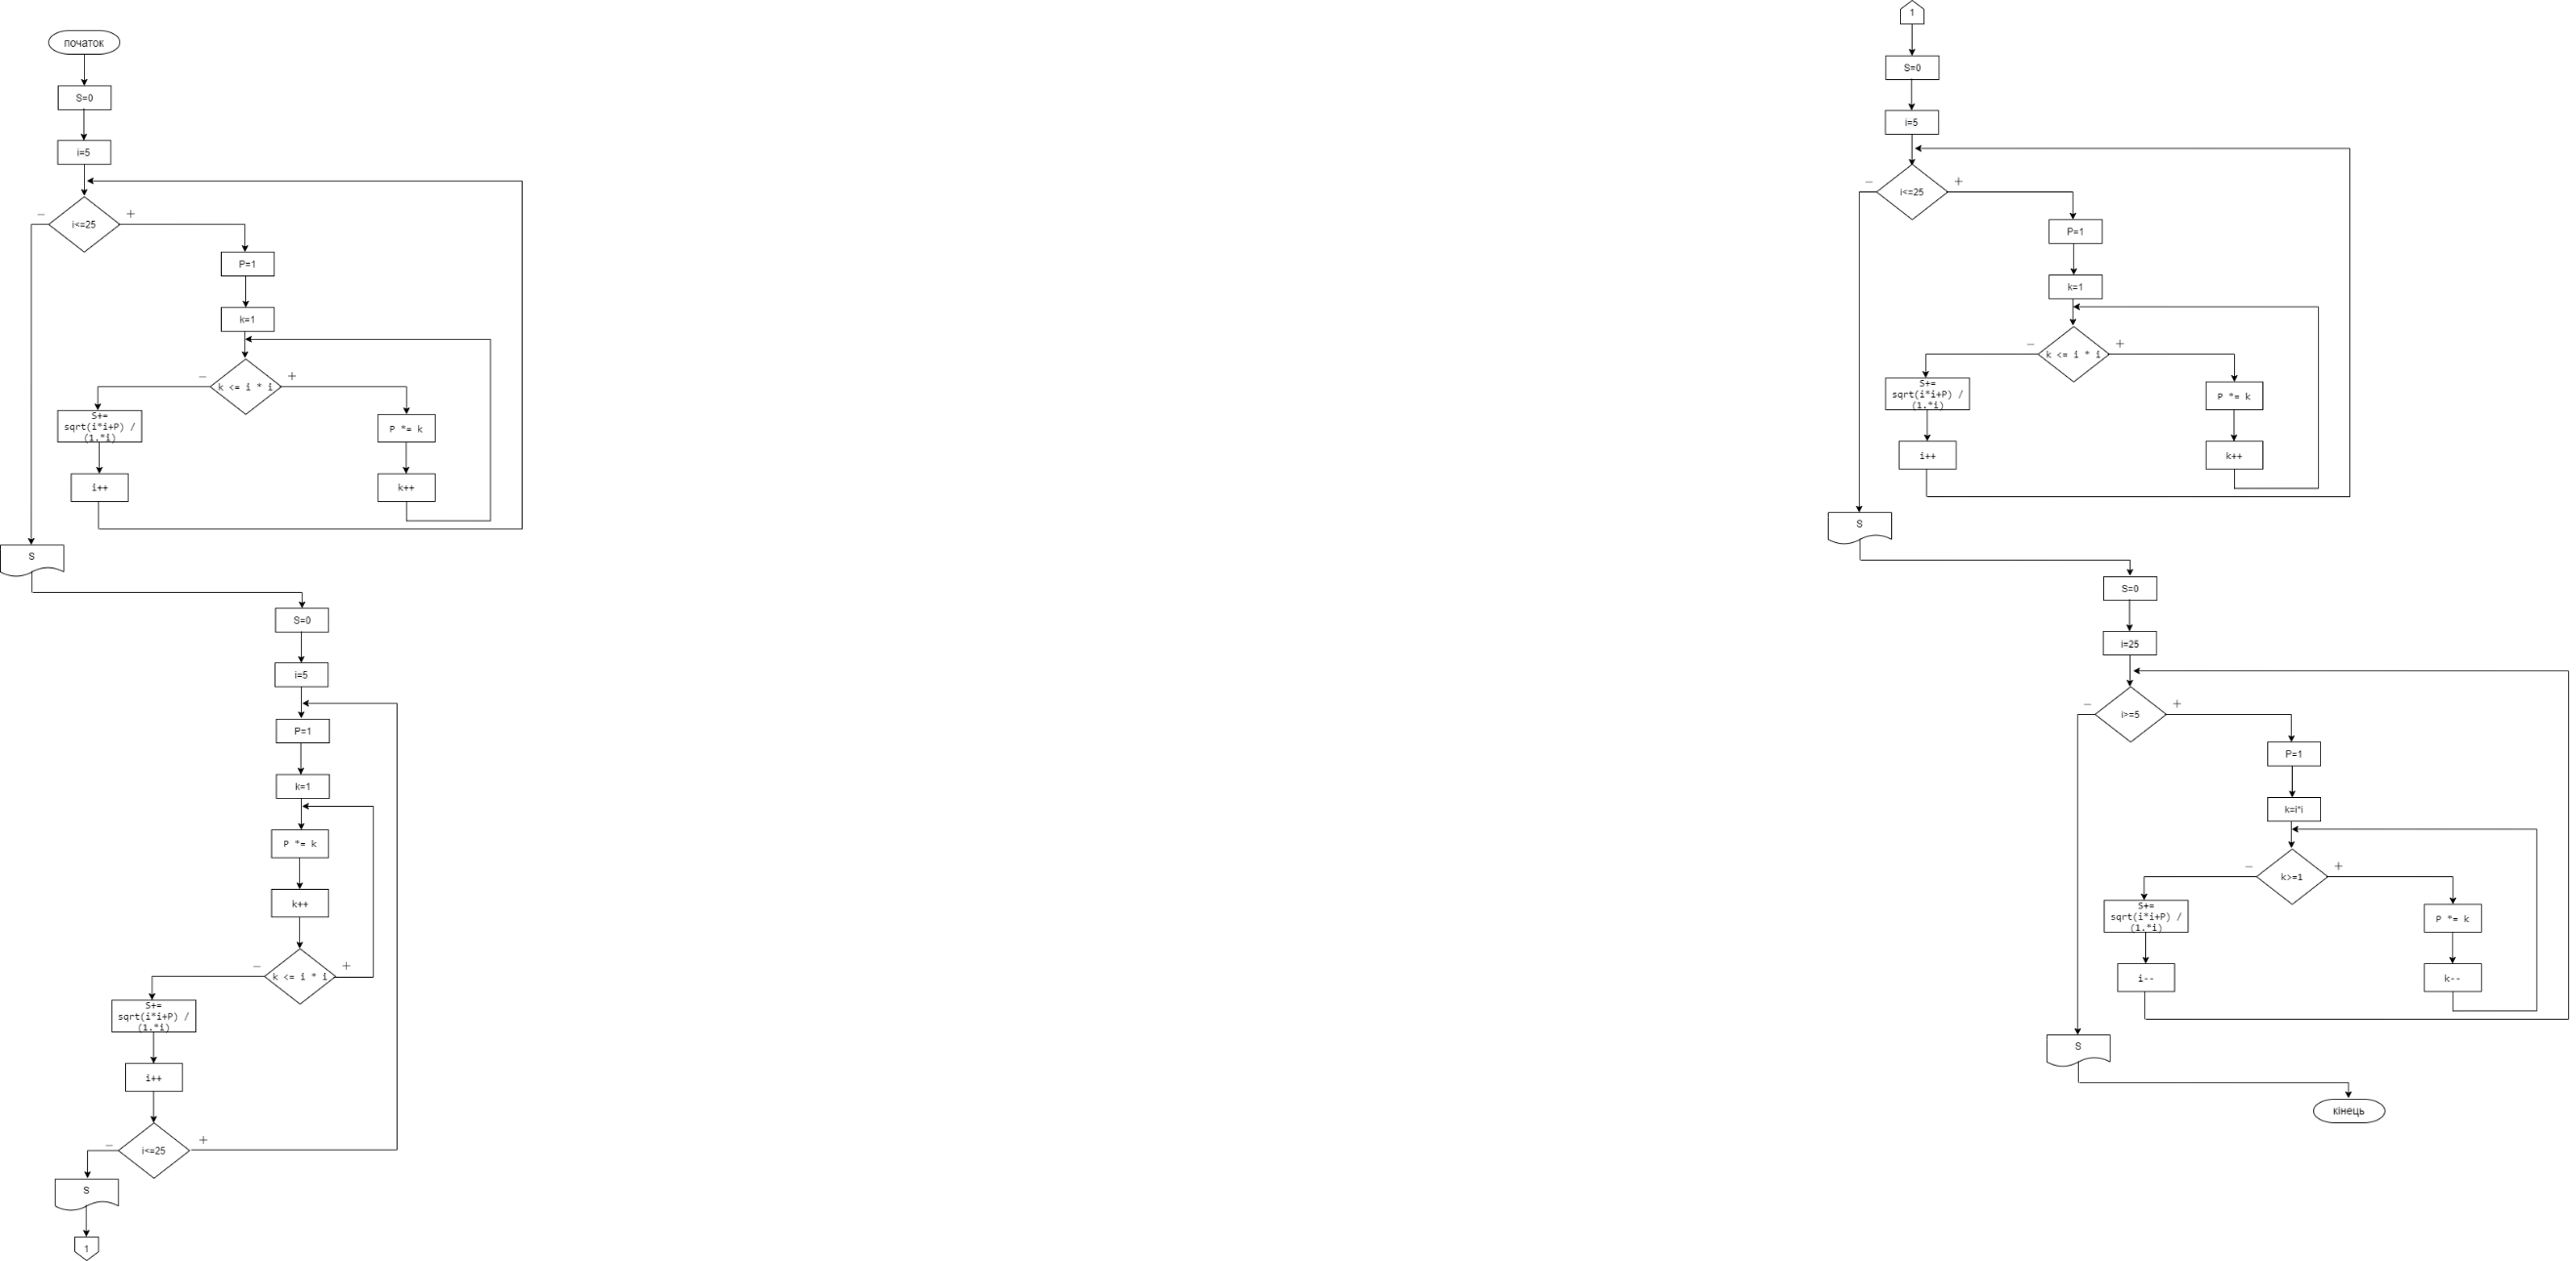 початок
S=0
i=5
i<=25
−
+
P=1
k=1
k <= i * i
−
+
S+=
sqrt(i*i+P) /
(1.*i)
i++
P *= k
k++
S
S=0
i=5
P=1
k=1
P *= k
k++
k <= i * i
−
+
S+=
sqrt(i*i+P) /
(1.*i)
i++
i<=25
−
+
S
1
1
S=0
i=5
i<=25
−
+
P=1
k=1
k <= i * i
−
+
S+=
sqrt(i*i+P) /
(1.*i)
i++
P *= k
k++
S
S=0
i=25
i>=5
−
+
P=1
k=i*i
k>=1
−
+
S+=
sqrt(i*i+P) /
(1.*i)
i--
P *= k
k--
S
кінець